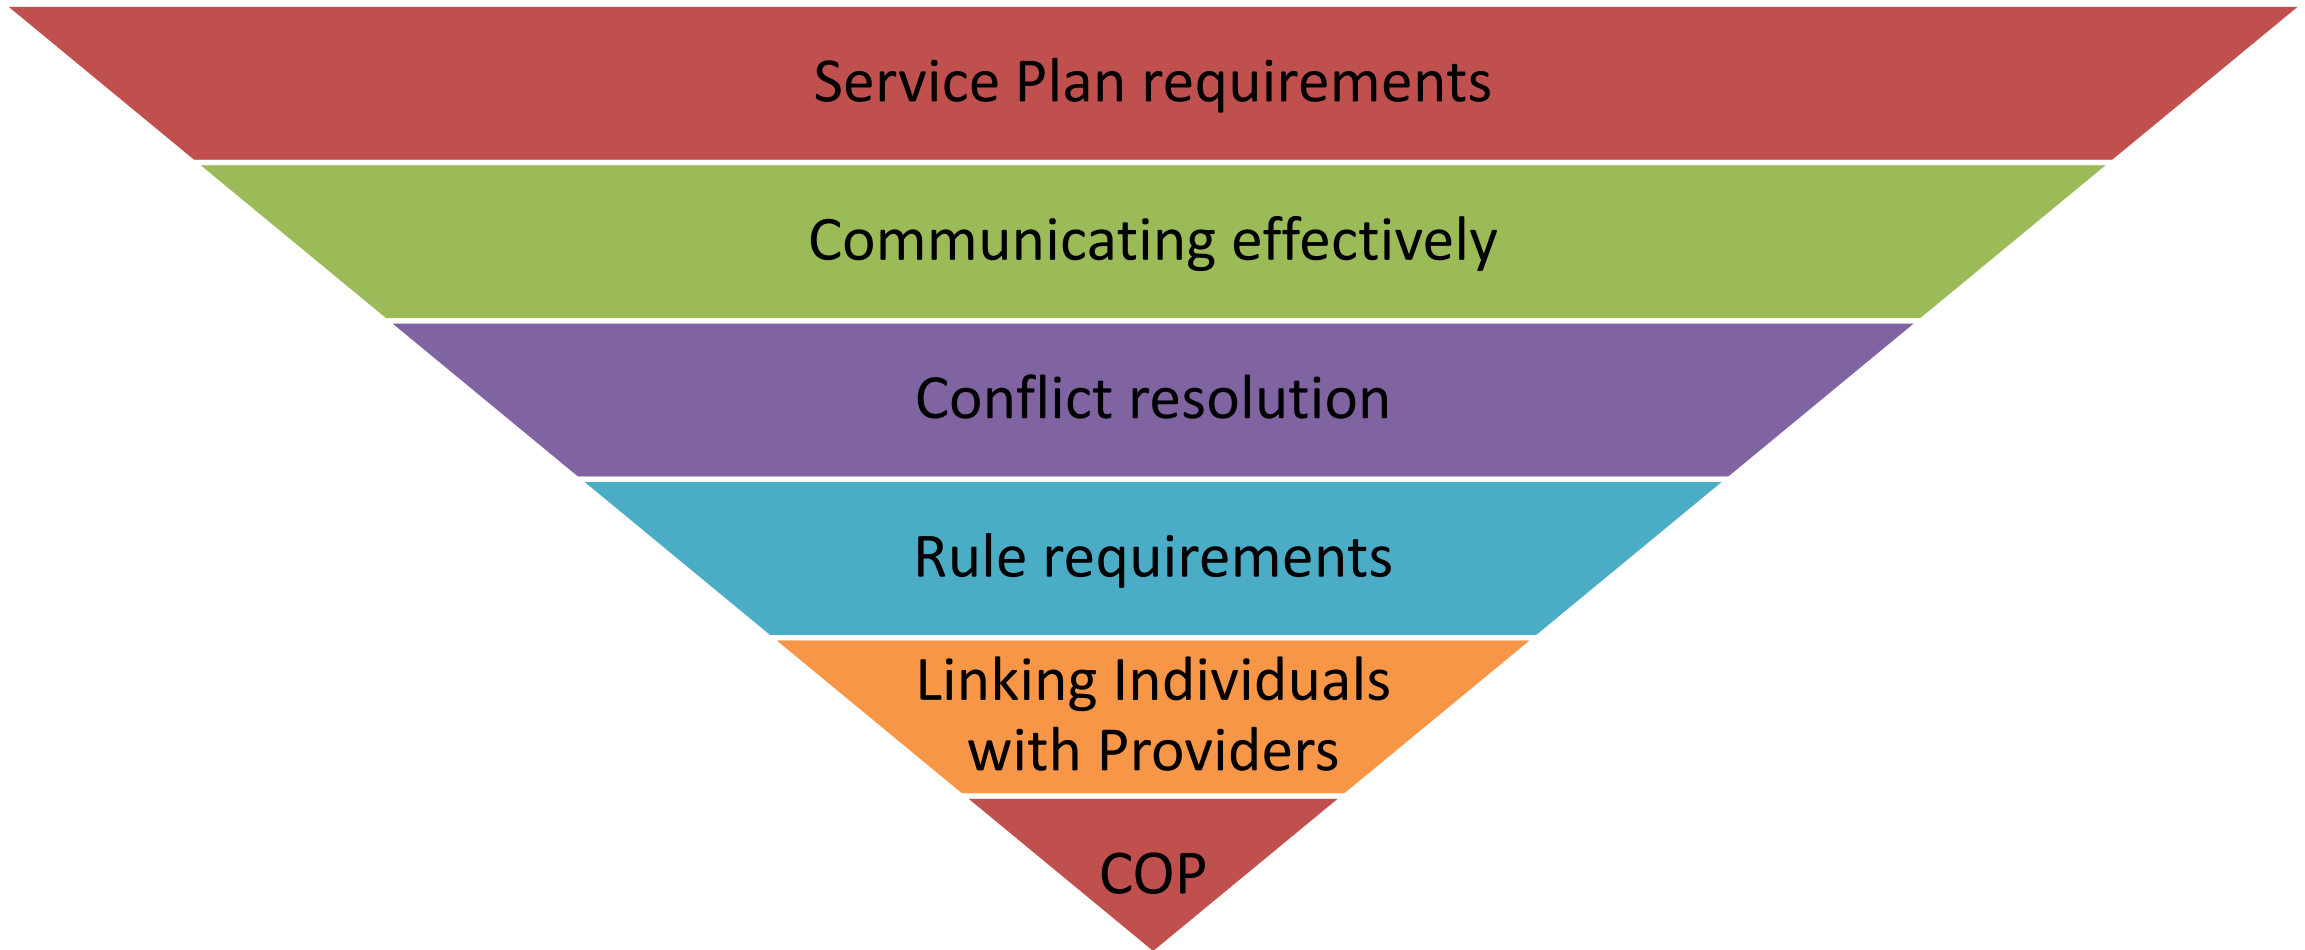 Service Plan requirements
Communicating effectively
Conflict resolution
Rule requirements
Linking Individuals
with Providers
COP